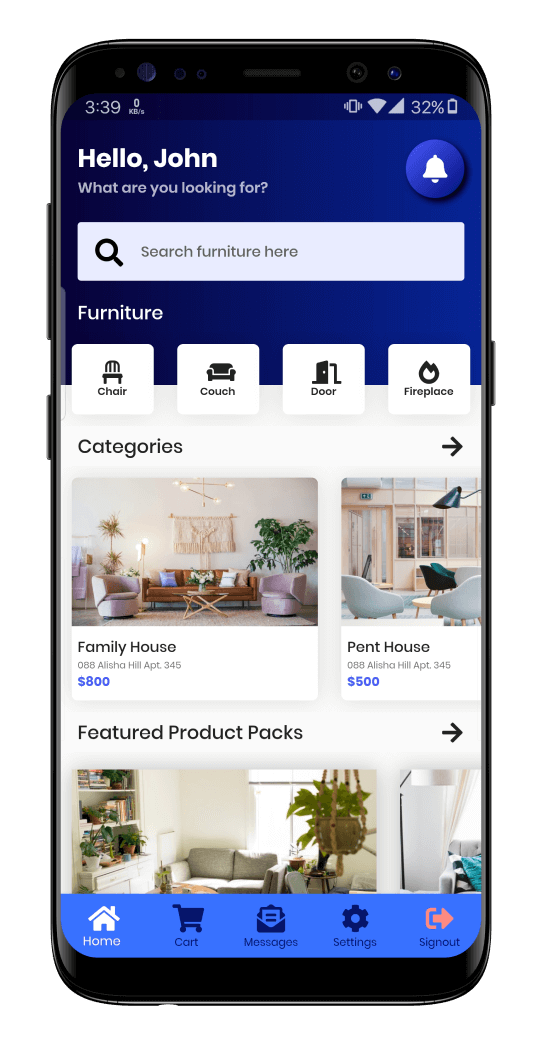 3:39 0 KB/s 32%
Hello, John
What are you looking for?
Search furniture here
Furniture
Chair Couch Door Fireplace
Categories
Family House Pent House
088 Alisha Hill Apt. 345 088 Alisha Hill Apt. 345
$800 $500
Featured Product Packs
Home Cart Messages Settings Signout